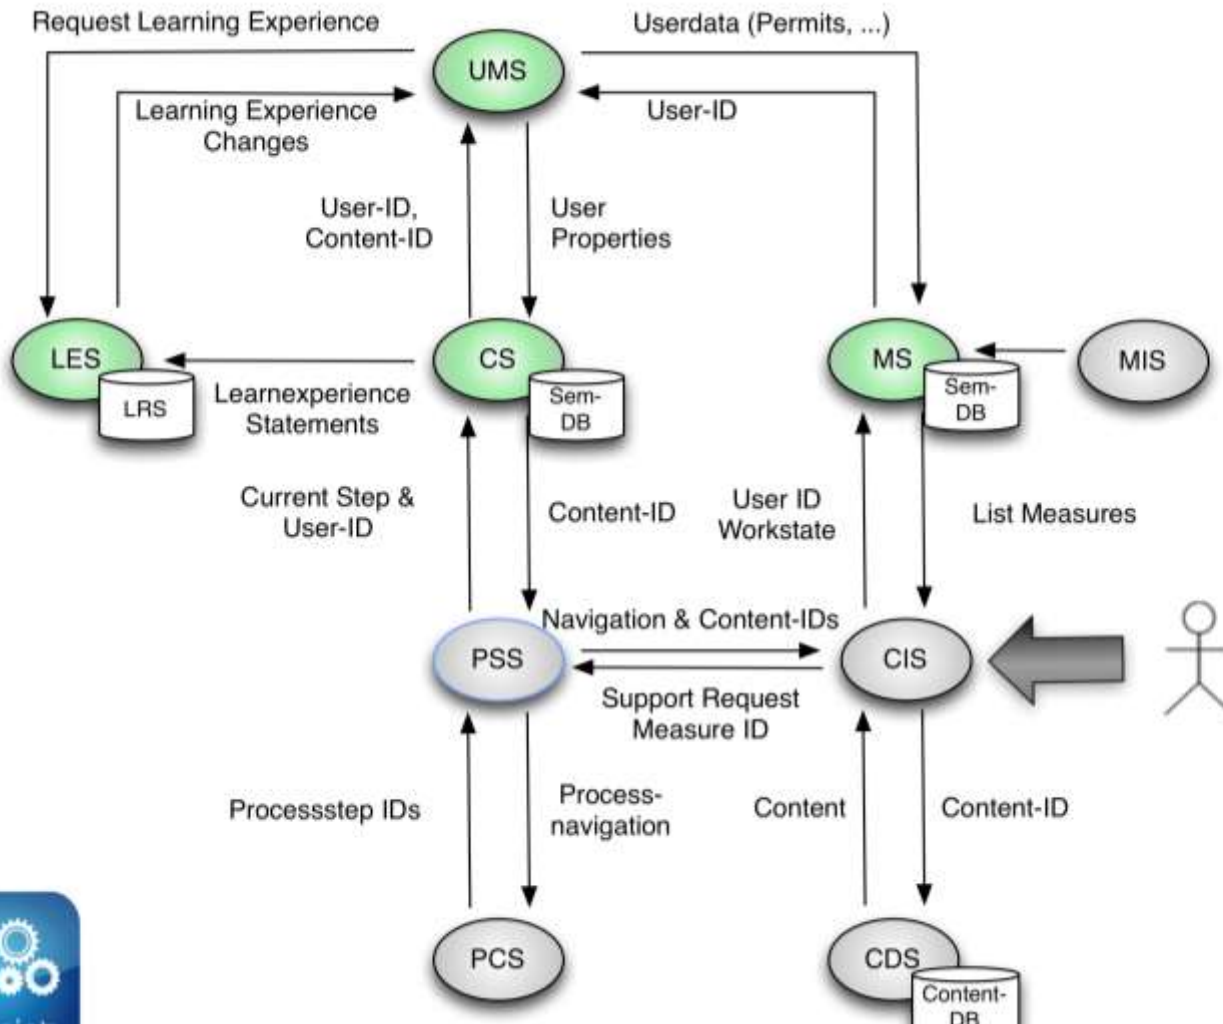 Request Learning Experience
Userdata (Permits, ...)
UMS
Learning Experience
Changes
User-ID
User-ID,
Content-ID
User
Properties
LES
LRS
CS
Sem-
DB
MS
Sem-
DB
MIS
Learnexperience
Statements
Current Step &
User-ID
Content-ID
User ID
Workstate
List Measures
Navigation & Content-IDs
PSS
CIS
Support Request
Measure ID
Processstep IDs
Process-
navigation
Content
Content-ID
PCS
CDS
Content-
DB